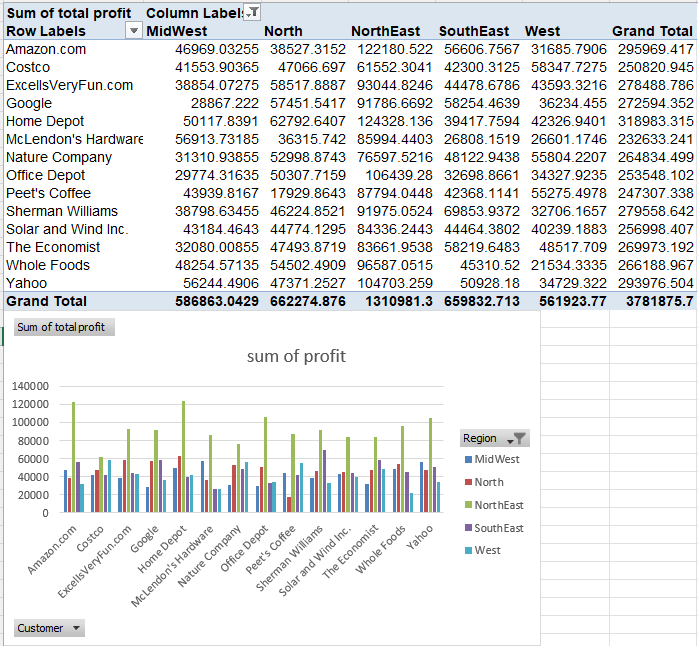 Sum of total profit Column Labels
Row Labels MidWest North NorthEast SouthEast West Grand Total
Amazon.com 46969.03255 38527.3152 122180.522 56606.7567 31685.7906 295969.417
Costco 41553.90365 47066.697 61552.3041 42300.3125 58347.7275 250820.945
ExcelIsVeryFun.com 38854.07275 58517.8887 93044.8246 44478.6786 43593.3216 278488.786
Google 28867.222 57451.5417 91786.6692 58254.4639 36234.455 272594.352
Home Depot 50117.8391 62792.6407 124328.136 39417.7594 42326.9401 318983.315
McLendon's Hardware 56913.73185 36315.742 85994.4403 26808.1519 26601.1746 232633.241
Nature Company 31310.93855 52998.8743 76597.5216 48122.9438 55804.2207 264834.499
Office Depot 29774.31635 50307.7159 106439.28 32698.8661 34327.9235 253548.102
Peet's Coffee 43939.8167 17929.8643 87794.0448 42368.1141 55275.4978 247307.338
Sherman Williams 38798.63455 46224.8521 91975.0524 69853.9372 32706.1657 279558.642
Solar and Wind Inc. 43184.4643 44774.1295 84336.2443 44464.3802 40239.1883 256998.407
The Economist 32080.00855 47493.8719 83661.9538 58219.6483 48517.709 269973.192
Whole Foods 48254.57135 54502.4909 96587.0515 45310.52 21534.3335 266188.967
Yahoo 56244.4906 47371.2527 104703.259 50928.18 34729.322 293976.504
Grand Total 586863.0429 662274.876 1310981.3 659832.713 561923.77 3781875.7
Sum of total profit
sum of profit
140000
120000
100000
80000
60000
40000
20000
0
Amazon.com
Costco
ExcelIsVeryFun.com
Google
Home Depot
McLendon's Hardware
Nature Company
Office Depot
Peet's Coffee
Sherman Williams
Solar and Wind Inc.
The Economist
Whole Foods
Yahoo
Region
MidWest
North
NorthEast
SouthEast
West
Customer